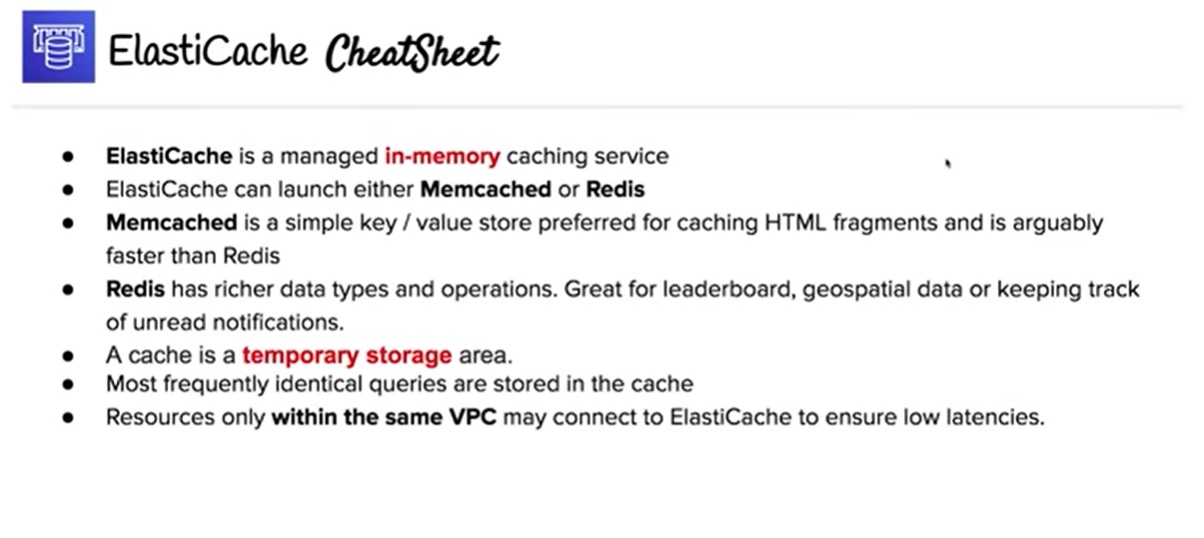 ElastiCache CheatSheet
● ElastiCache is a managed in-memory caching service
● ElastiCache can launch either Memcached or Redis
● Memcached is a simple key / value store preferred for caching HTML fragments and is arguably
faster than Redis
● Redis has richer data types and operations. Great for leaderboard, geospatial data or keeping track
of unread notifications.
● A cache is a temporary storage area.
● Most frequently identical queries are stored in the cache
● Resources only within the same VPC may connect to ElastiCache to ensure low latencies.